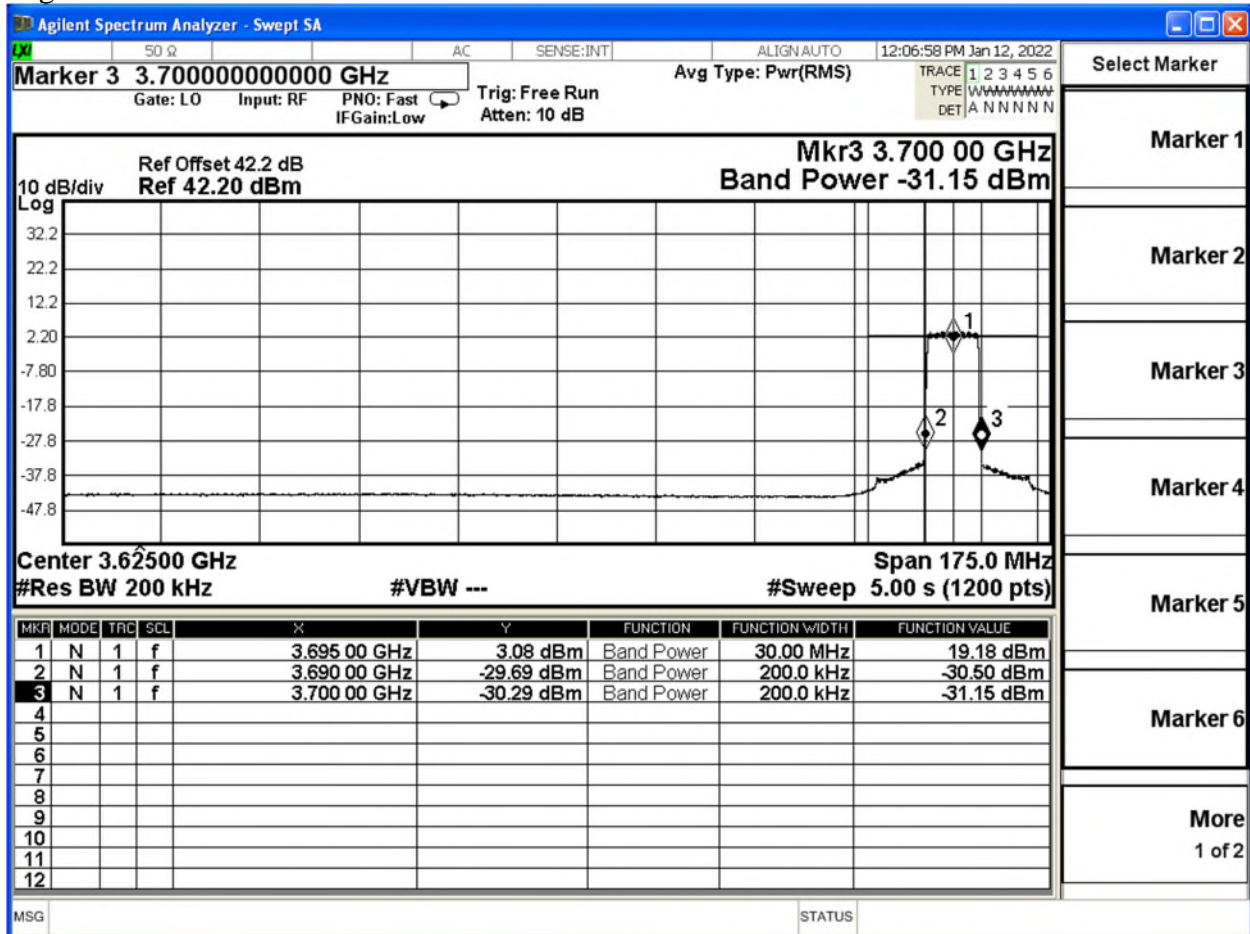 Agilent Spectrum Analyzer - Swept SA
LXI 50 Ω AC SENSE:INT ALIGN AUTO 12:06:58 PM Jan 12, 2022
Marker 3 3.700000000000 GHz
Gate: LO Input: RF PNO: Fast IFGain:Low
Trig: Free Run
Atten: 10 dB
Avg Type: Pwr(RMS)
TRACE 1 2 3 4 5 6
TYPE
DET A N N N N N
Ref Offset 42.2 dB
10 dB/div Ref 42.20 dBm
Log
Mkr3 3.700 00 GHz
Band Power -31.15 dBm
32.2
22.2
12.2
2.20
-7.80
-17.8
-27.8
-37.8
-47.8
1
2
3
Center 3.62500 GHz Span 175.0 MHz
#Res BW 200 kHz #VBW --- #Sweep 5.00 s (1200 pts)
MKR MODE TRC SCL X Y FUNCTION FUNCTION WIDTH FUNCTION VALUE
1 N 1 f 3.695 00 GHz 3.08 dBm Band Power 30.00 MHz 19.18 dBm
2 N 1 f 3.690 00 GHz -29.69 dBm Band Power 200.0 kHz -30.50 dBm
3 N 1 f 3.700 00 GHz -30.29 dBm Band Power 200.0 kHz -31.15 dBm
4
5
6
7
8
9
10
11
12
MSG STATUS
Select Marker
Marker 1
Marker 2
Marker 3
Marker 4
Marker 5
Marker 6
More
1 of 2